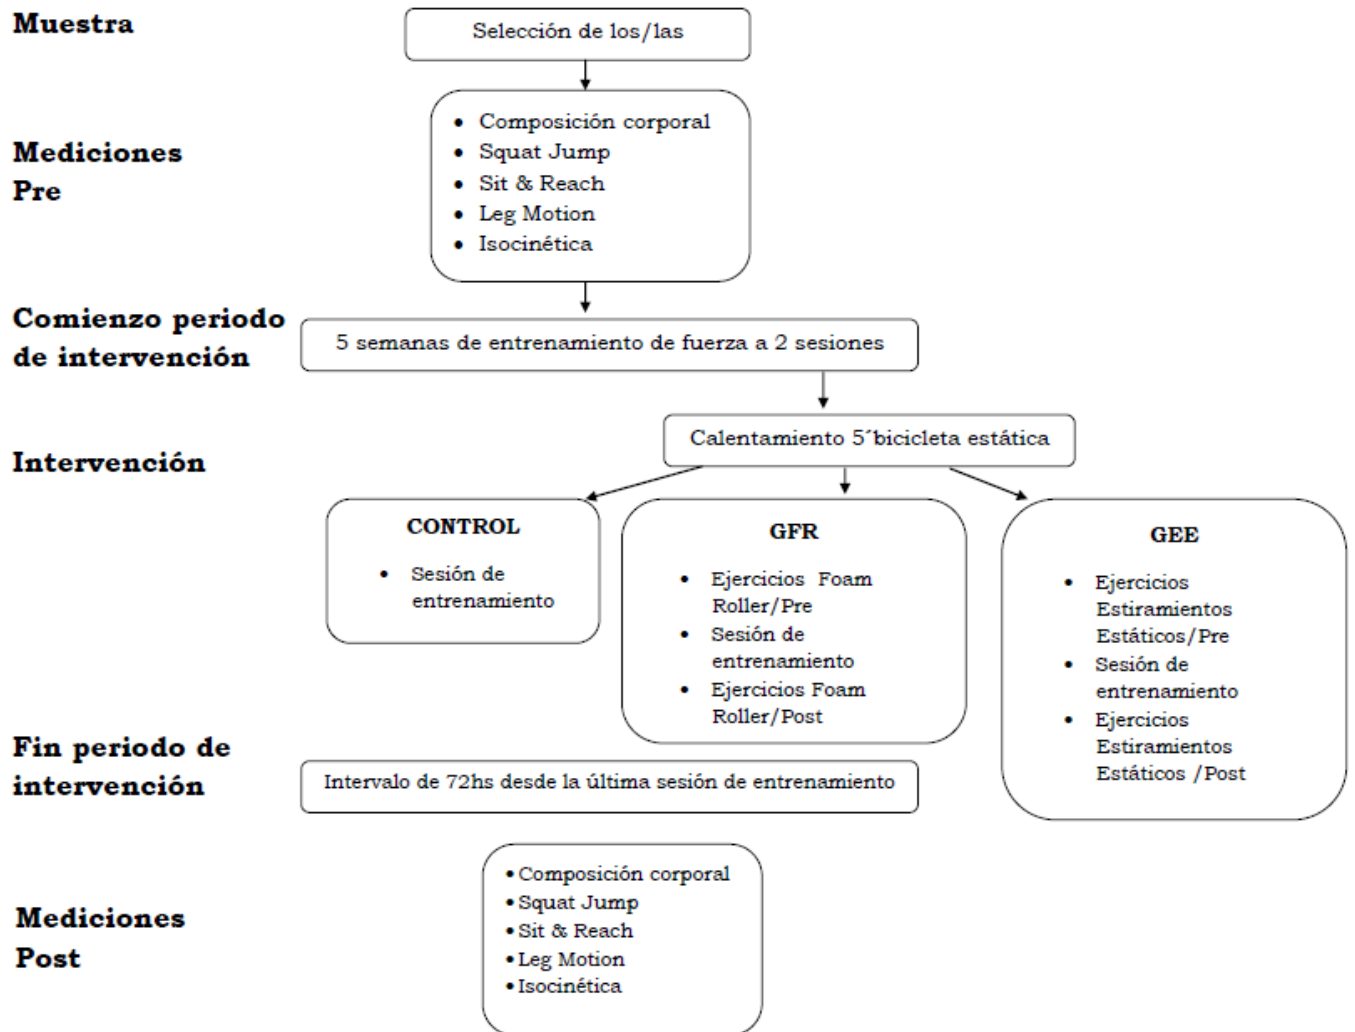 Muestra
Selección de los/las
Mediciones
Pre
• Composición corporal
• Squat Jump
• Sit & Reach
• Leg Motion
• Isocinética
Comienzo periodo
de intervención
5 semanas de entrenamiento de fuerza a 2 sesiones
Intervención
Calentamiento 5´bicicleta estática
CONTROL
• Sesión de
entrenamiento
GFR
• Ejercicios Foam
Roller/Pre
• Sesión de
entrenamiento
• Ejercicios Foam
Roller/Post
GEE
• Ejercicios
Estiramientos
Estáticos/Pre
• Sesión de
entrenamiento
• Ejercicios
Estiramientos
Estáticos /Post
Fin periodo de
intervención
Intervalo de 72hs desde la última sesión de entrenamiento
Mediciones
Post
• Composición corporal
• Squat Jump
• Sit & Reach
• Leg Motion
• Isocinética